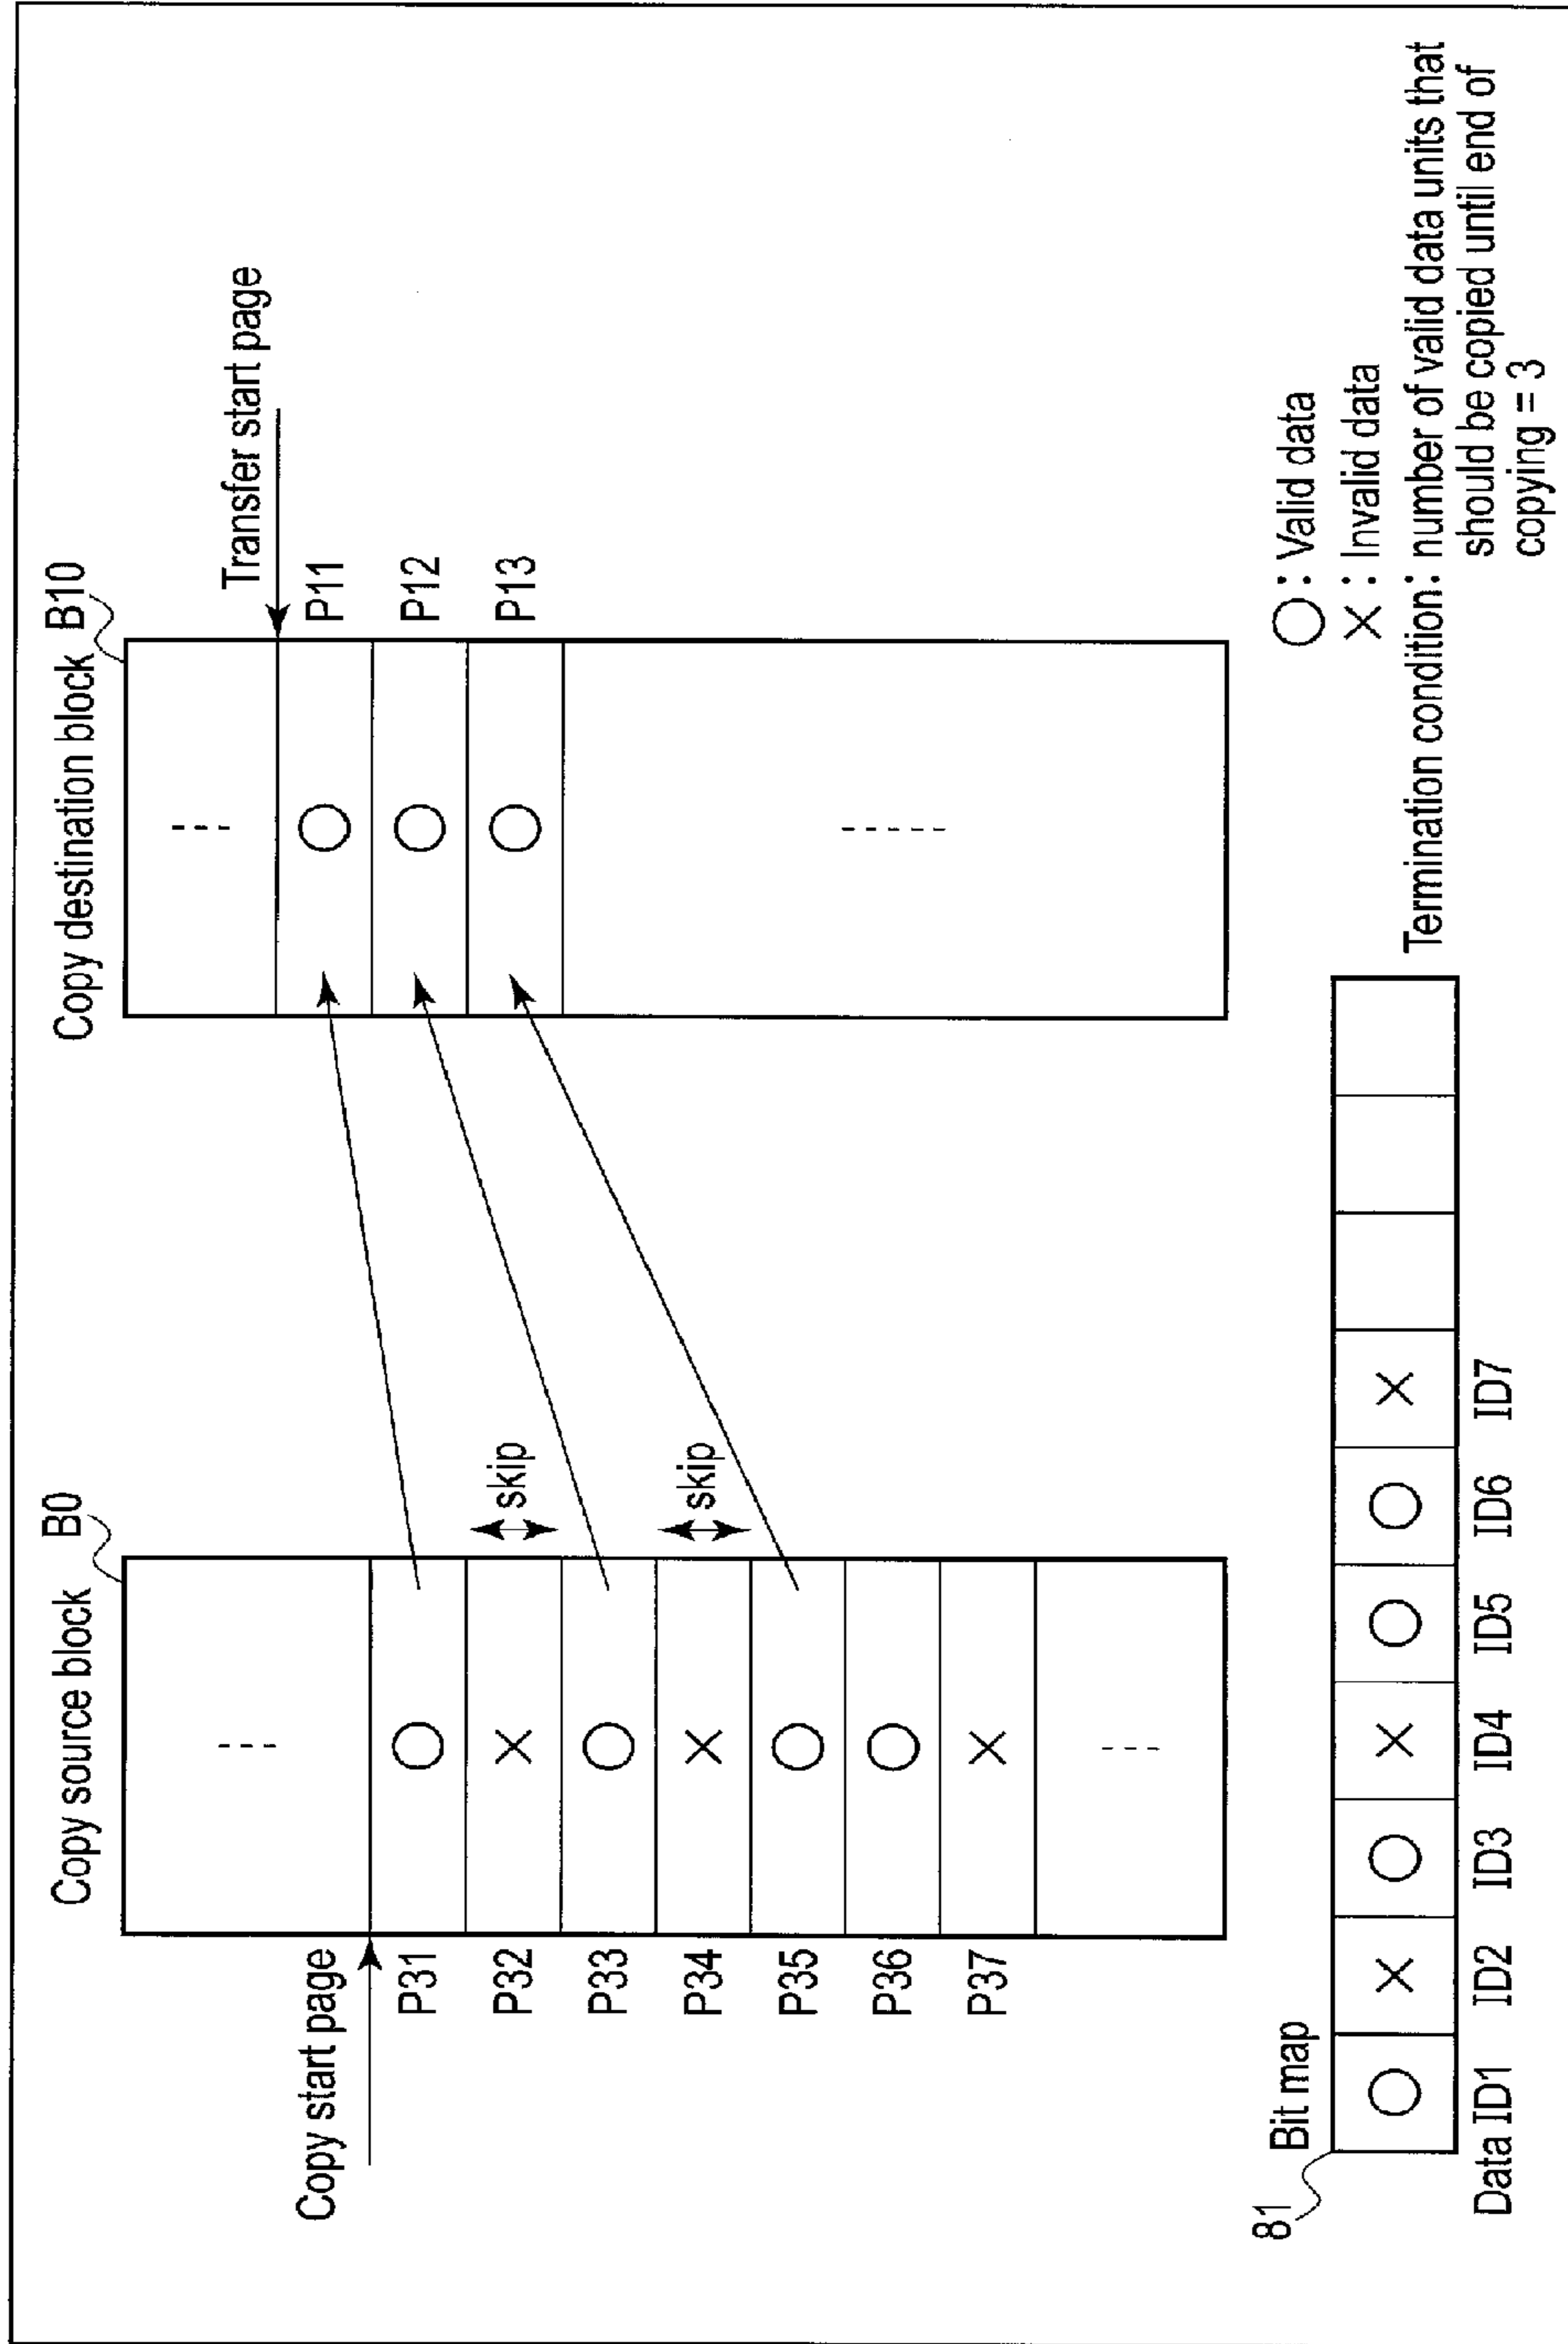 Copy source block B0
Copy destination block B10
Copy start page
Transfer start page
P31
P32
P33
P34
P35
P36
P37
skip
skip
P11
P12
P13
81
Bit map
Data ID1 ID2 ID3 ID4 ID5 ID6 ID7
○ : Valid data
× : Invalid data
Termination condition: number of valid data units that
should be copied until end of
copying = 3